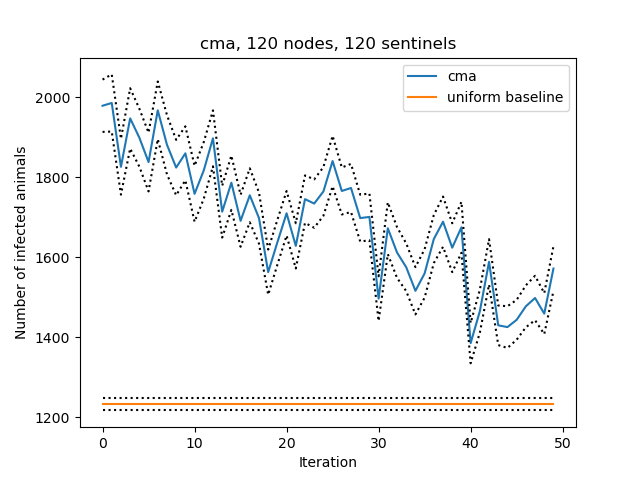 cma, 120 nodes, 120 sentinels
cma
uniform baseline
Number of infected animals
2000
1800
1600
1400
1200
0 10 20 30 40 50
Iteration